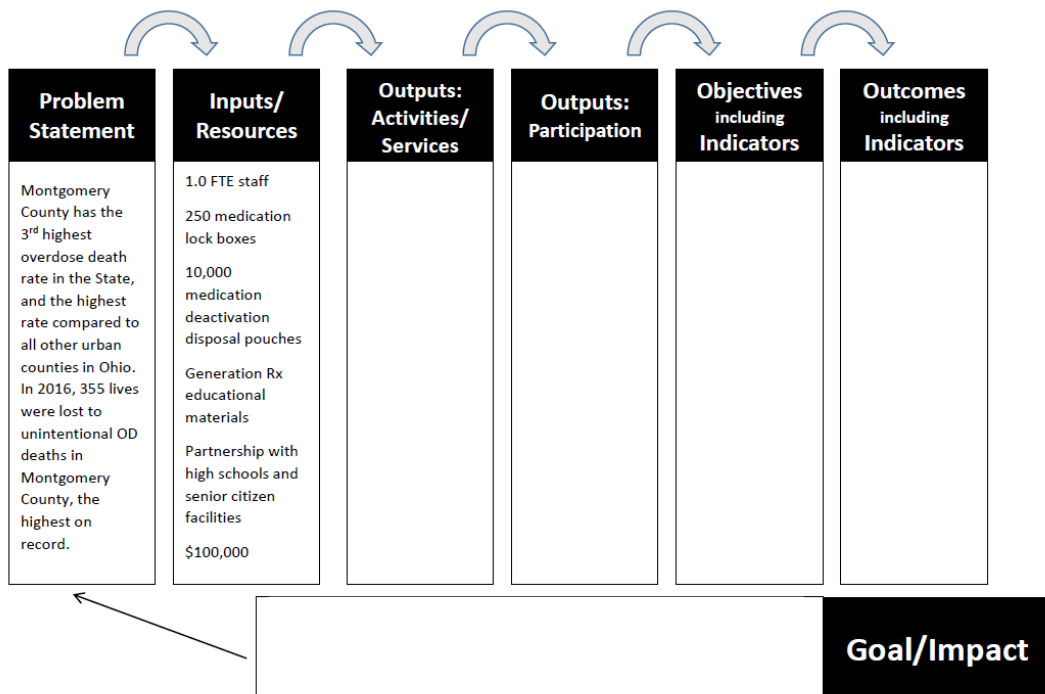 Problem
Statement
Inputs/
Resources
Outputs:
Activities/
Services
Outputs:
Participation
Objectives
including
Indicators
Outcomes
including
Indicators
Montgomery
County has the
3rd highest
overdose death
rate in the State,
and the highest
rate compared to
all other urban
counties in Ohio.
In 2016, 355 lives
were lost to
unintentional OD
deaths in
Montgomery
County, the
highest on
record.
1.0 FTE staff
250 medication
lock boxes
10,000
medication
deactivation
disposal pouches
Generation Rx
educational
materials
Partnership with
high schools and
senior citizen
facilities
$100,000
Goal/Impact